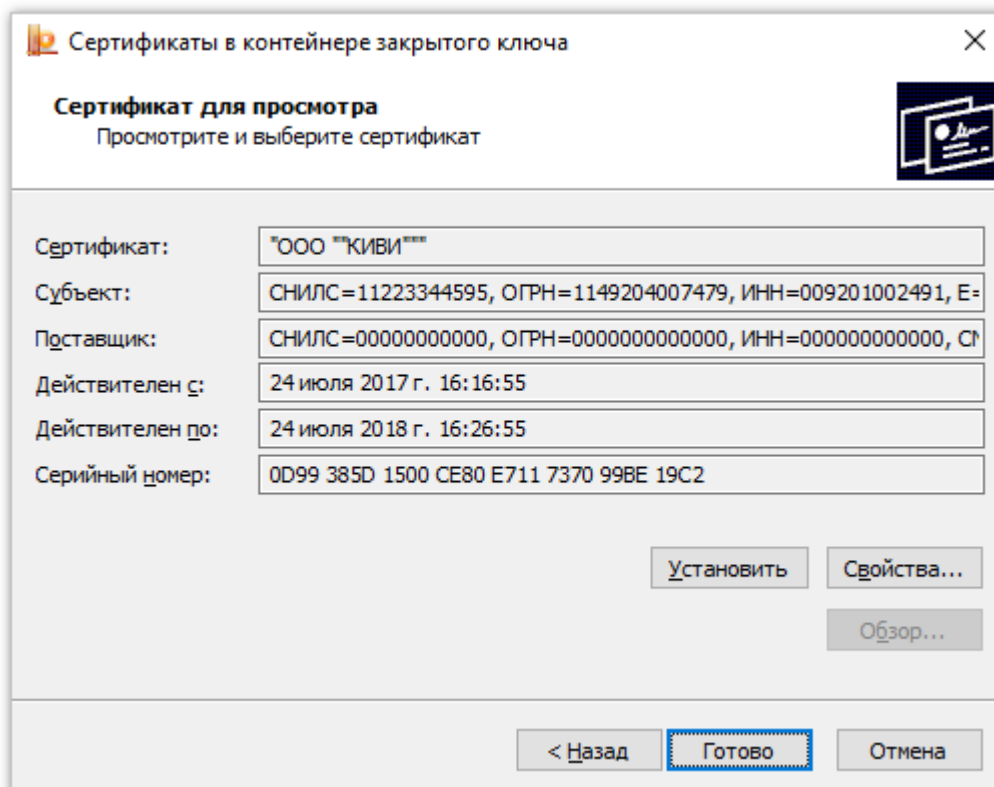 Сертификаты в контейнере закрытого ключа
Сертификат для просмотра
Просмотрите и выберите сертификат
Сертификат: "ООО ""КИВИ"""
Субъект: СНИЛС=11223344595, ОГРН=1149204007479, ИНН=009201002491, E=
Поставщик: СНИЛС=00000000000, ОГРН=0000000000000, ИНН=000000000000, CN
Действителен с: 24 июля 2017 г. 16:16:55
Действителен по: 24 июля 2018 г. 16:26:55
Серийный номер: 0D99 385D 1500 CE80 E711 7370 99BE 19C2
Установить Свойства...
Обзор...
< Назад Готово Отмена